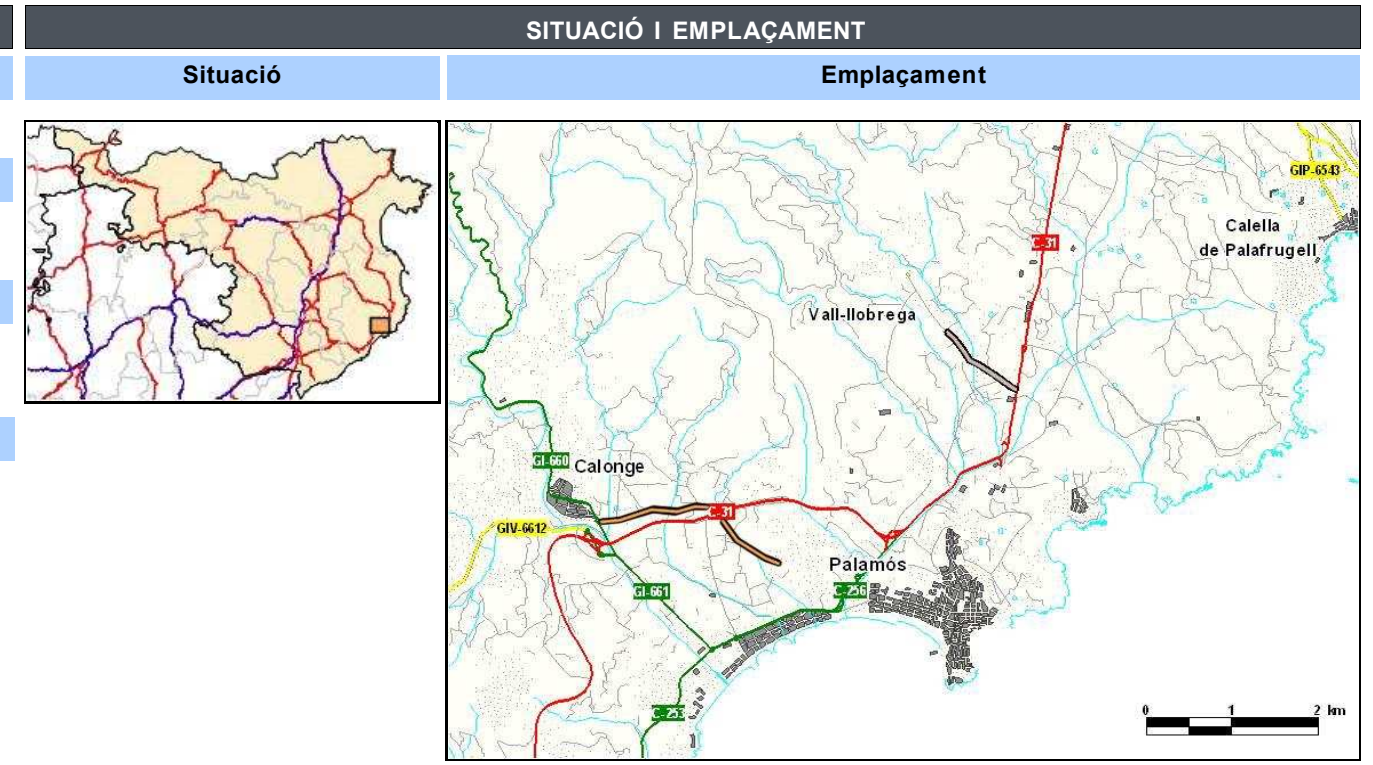 SITUACIÓ I EMPLAÇAMENT
Situació
Emplaçament
GIP-6543
Calella
de Palafrugell
C-31
Vall-llobrega
GI-660
Calonge
C-31
GIV-6612
Palamós
GI-661
C-256
C-253
0 1 2 km